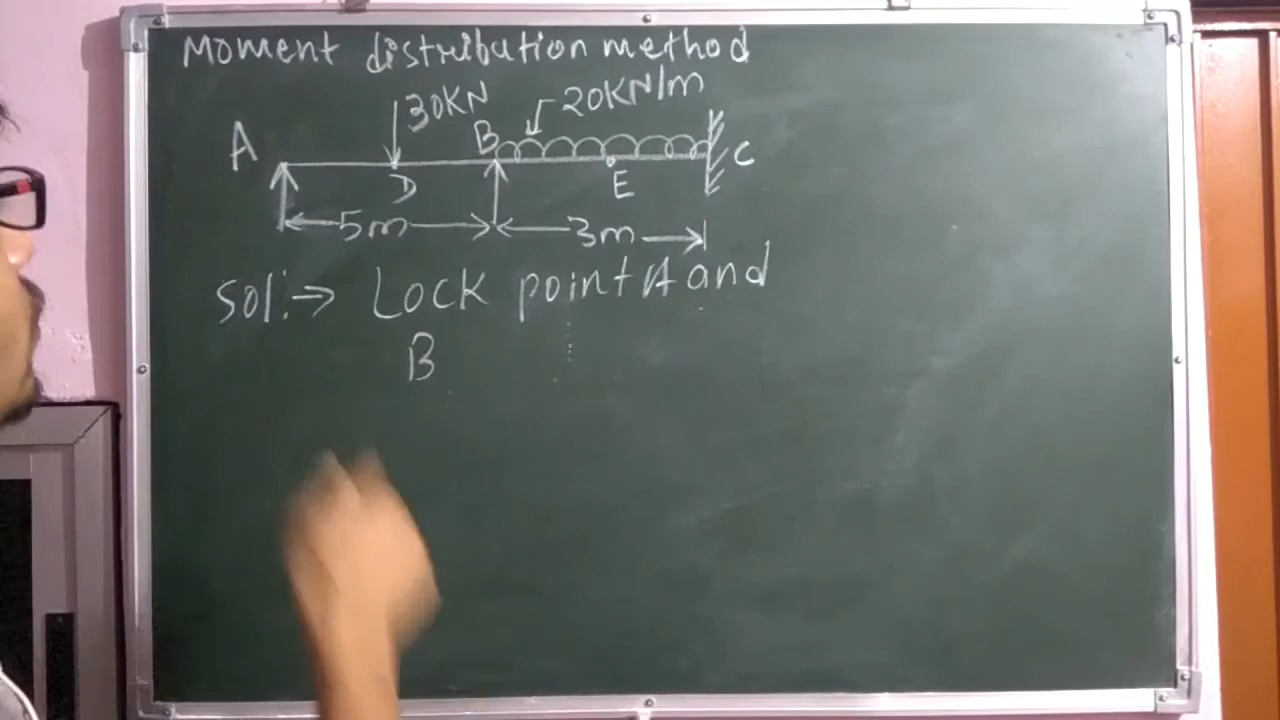 Moment distribution method
30KN
20KN/m
A
B
C
D
E
5m
3m
Sol:→ Lock point A and
B